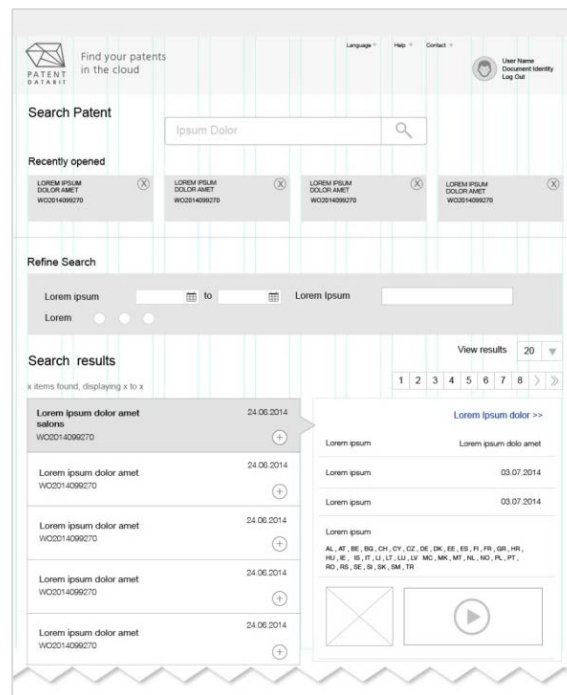 Language
Help
Contact
PATENT
DATABIT
Find your patents
in the cloud
User Name
Document Identity
Log Out
Search Patent
Ipsum Dolor
Recently opened
LOREM IPSUM
DOLOR AMET
WO2014099270
X
LOREM IPSUM
DOLOR AMET
WO2014099270
X
LOREM IPSUM
DOLOR AMET
WO2014099270
X
LOREM IPSUM
DOLOR AMET
WO2014099270
X
Refine Search
Lorem ipsum to Lorem Ipsum
Lorem
Search results
View results 20
x items found, displaying x to x
1 2 3 4 5 6 7 8
Lorem ipsum dolor amet 24.06.2014
salons
WO2014099270
Lorem ipsum dolor amet 24.06.2014
WO2014099270
Lorem ipsum dolor amet 24.06.2014
WO2014099270
Lorem ipsum dolor amet 24.06.2014
WO2014099270
Lorem ipsum dolor amet 24.06.2014
WO2014099270
Lorem Ipsum dolor >>
Lorem ipsum Lorem ipsum dolo amet
Lorem ipsum 03.07.2014
Lorem ipsum 03.07.2014
Lorem ipsum
AL , AT , BE , BG , CH , CY , CZ , DE , DK , EE , ES , FI , FR , GR , HR ,
HU , IE , IS , IT , LI , LT , LU , LV MC , MK , MT , NL , NO , PL , PT ,
RO , RS , SE , SI , SK , SM , TR